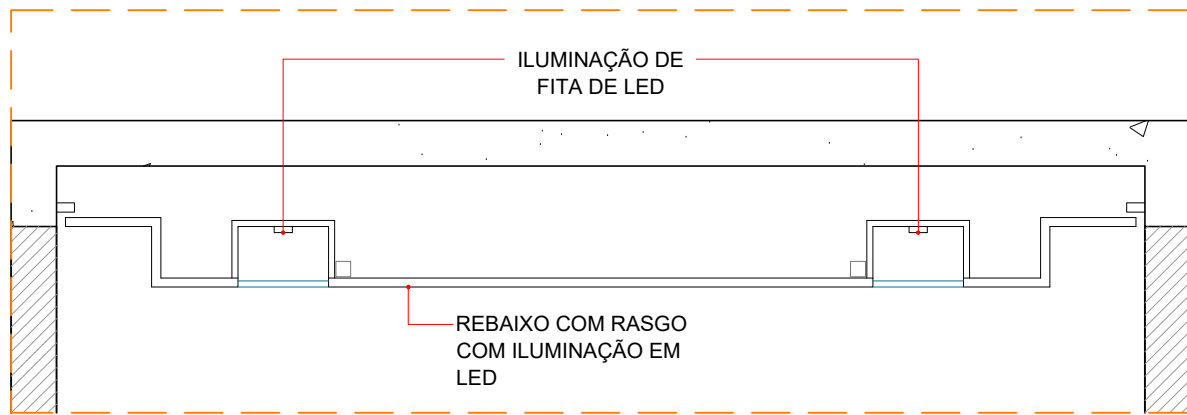 ILUMINAÇÃO DE
FITA DE LED
REBAIXO COM RASGO
COM ILUMINAÇÃO EM
LED